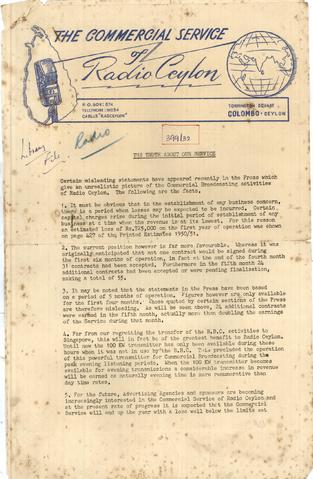 THE COMMERCIAL SERVICE
of
Radio Ceylon
P.O. BOX: 574
CABLES "RADCEYLON"
TORRINGTON SQUARE
COLOMBO - CEYLON
Library
File
Radio
THE TRUTH ABOUT OUR SERVICE
Certain misleading statements have appeared recently in the Press which
give an unrealistic picture of the Commercial Broadcasting activities
of Radio Ceylon. The following are the facts.
1. It must be obvious that in the establishment of any business concern,
there is a period when losses may be expected to be incurred. Certain
capital charges arise during the initial period of establishment of any
business at a time when the revenue is at its lowest. For this reason
an estimated loss of on the first year of operation was shown
on page 427 of the Printed Estimates 1950/51.
2. The current position however is far more favourable. Whereas it was
originally anticipated that no one contract would be signed during
the first six months of operation, in fact at the end of the fourth month
31 contracts had been accepted. Furthermore in the fifth month 24
additional contracts had been accepted or were pending finalisation,
making a total of 55.
3. It may be noted that the statements in the Press have been based
on a period of 5 months of operation. Figures however are only available
for the first four months. Those quoted by certain sections of the Press
are therefore misleading. As will be seen above, 24 additional contracts
were earned in the fifth month, actually more than doubling the earnings
of the Service during that month.
4. Far from our regretting the transfer of the B.B.C. activities to
Singapore, this will in fact be of the greatest benefit to Radio Ceylon.
Until now the 100 KW transmitter has only been available during those
hours when it was not in use by the B.B.C. This precluded the operation
of this powerful transmitter for Commercial Broadcasting during the
peak evening listening periods. When the 100 KW transmitter becomes
available for evening transmissions a considerable increase in revenue
will be earned as naturally evening time is more remunerative than
day time rates.
5. For the future, Advertising Agencies and sponsors are becoming
increasingly interested in the Commercial Service of Radio Ceylon and
at the present rate of progress it is expected that the Commercial
Service will end up the year with a loss well below the limits set